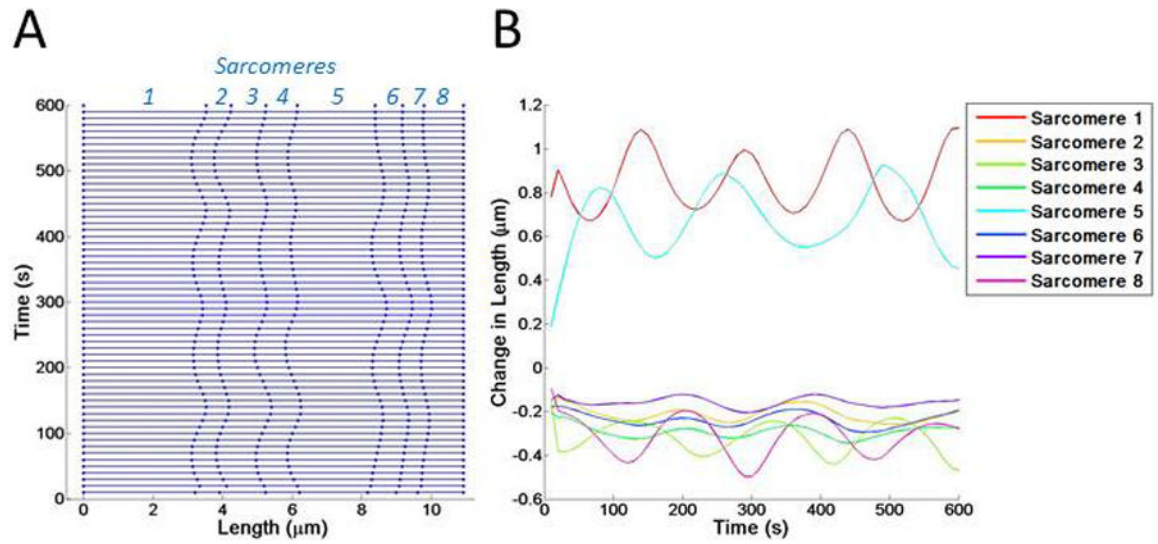 A
B
Sarcomeres
1 2 3 4 5 6 7 8
600
500
400
300
200
100
0
Time (s)
0 2 4 6 8 10
Length (μm)
1.2
1
0.8
0.6
0.4
0.2
0
-0.2
-0.4
-0.6
Change in Length (μm)
0 100 200 300 400 500 600
Time (s)
Sarcomere 1
Sarcomere 2
Sarcomere 3
Sarcomere 4
Sarcomere 5
Sarcomere 6
Sarcomere 7
Sarcomere 8